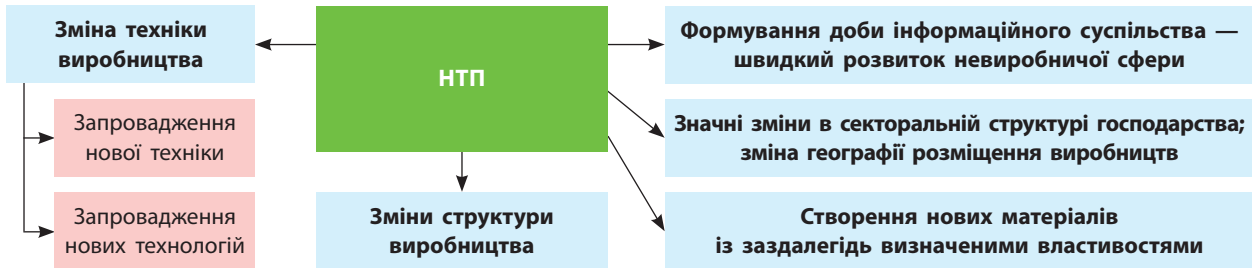 Зміна техніки
виробництва
Запровадження
нової техніки
Запровадження
нових технологій
НТП
Зміни структури
виробництва
Формування доби інформаційного суспільства —
швидкий розвиток невиробничої сфери
Значні зміни в секторальній структурі господарства;
зміна географії розміщення виробництв
Створення нових матеріалів
із заздалегідь визначеними властивостями